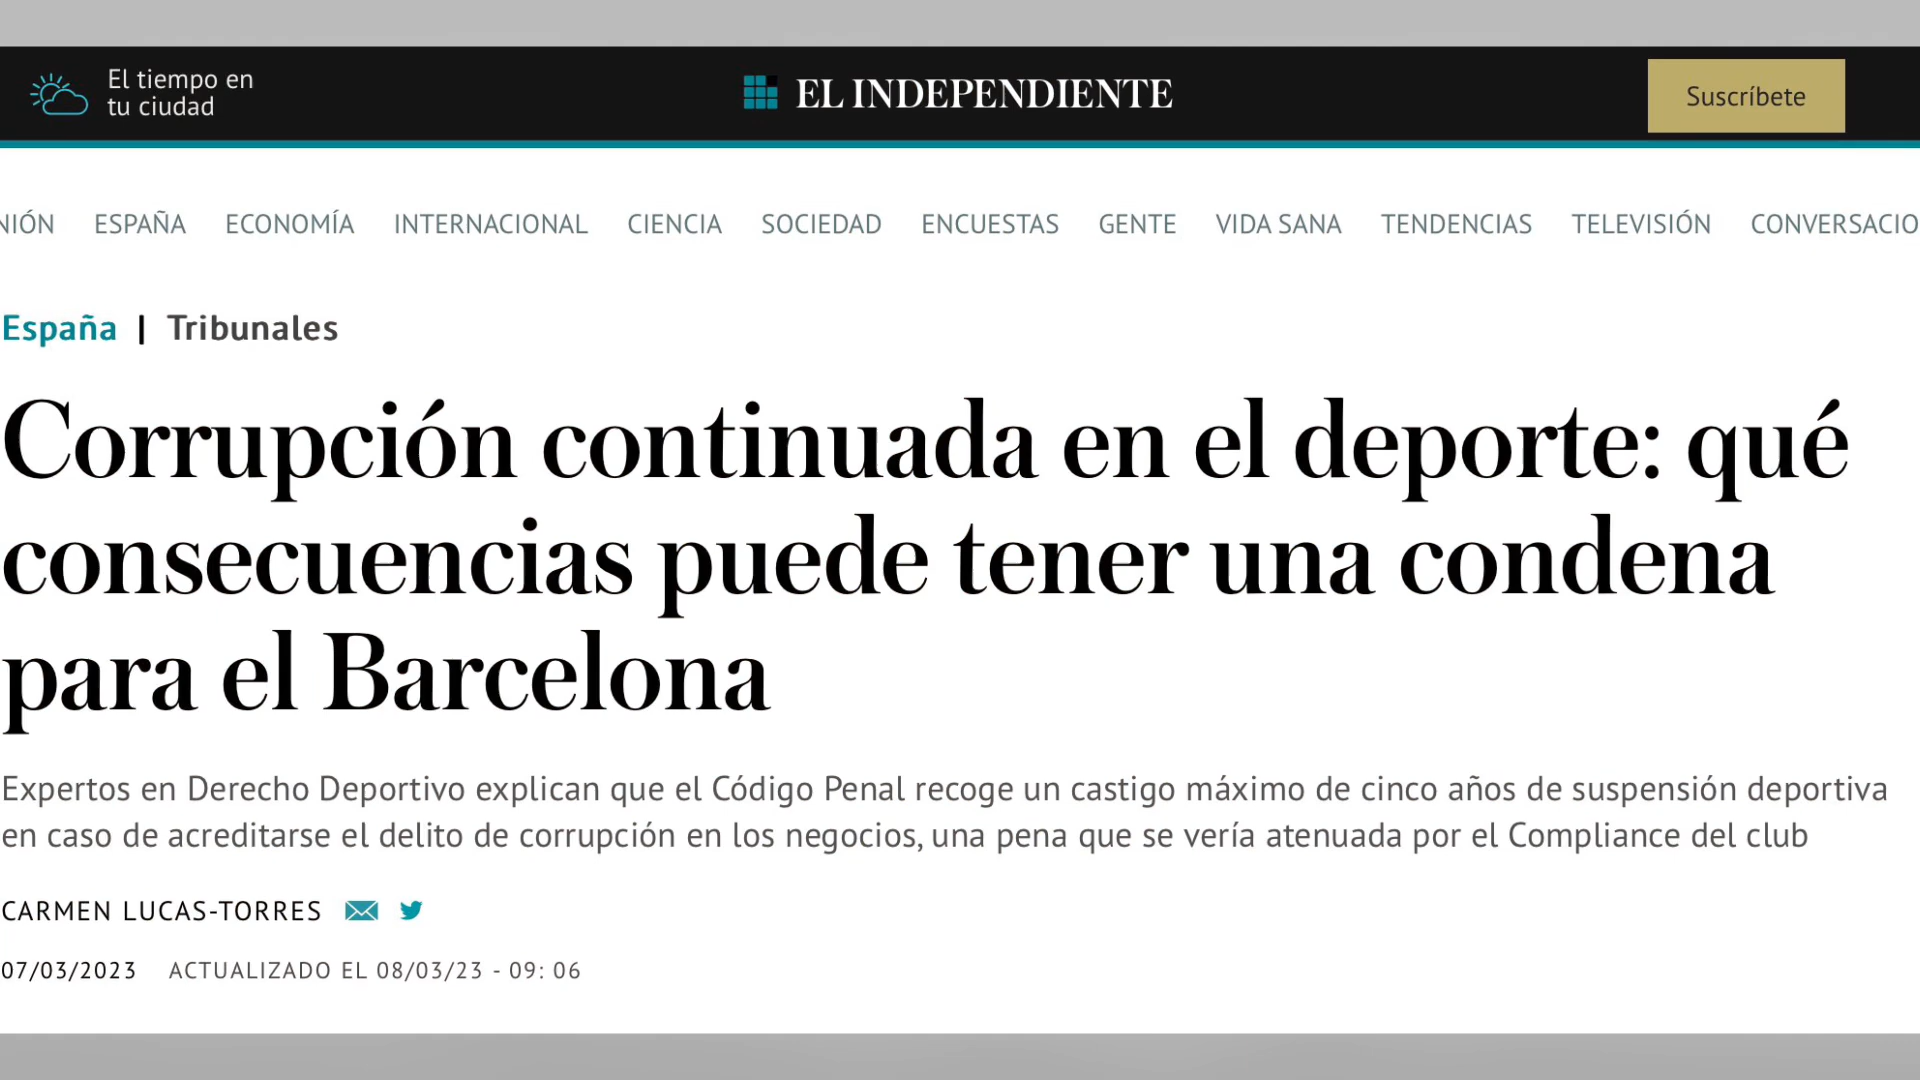 El tiempo en
tu ciudad
EL INDEPENDIENTE
Suscríbete
NIÓN ESPAÑA ECONOMÍA INTERNACIONAL CIENCIA SOCIEDAD ENCUESTAS GENTE VIDA SANA TENDENCIAS TELEVISIÓN CONVERSACIO
España | Tribunales
Corrupción continuada en el deporte: qué
consecuencias puede tener una condena
para el Barcelona
Expertos en Derecho Deportivo explican que el Código Penal recoge un castigo máximo de cinco años de suspensión deportiva
en caso de acreditarse el delito de corrupción en los negocios, una pena que se vería atenuada por el Compliance del club
CARMEN LUCAS-TORRES
07/03/2023 ACTUALIZADO EL 08/03/23 - 09: 06